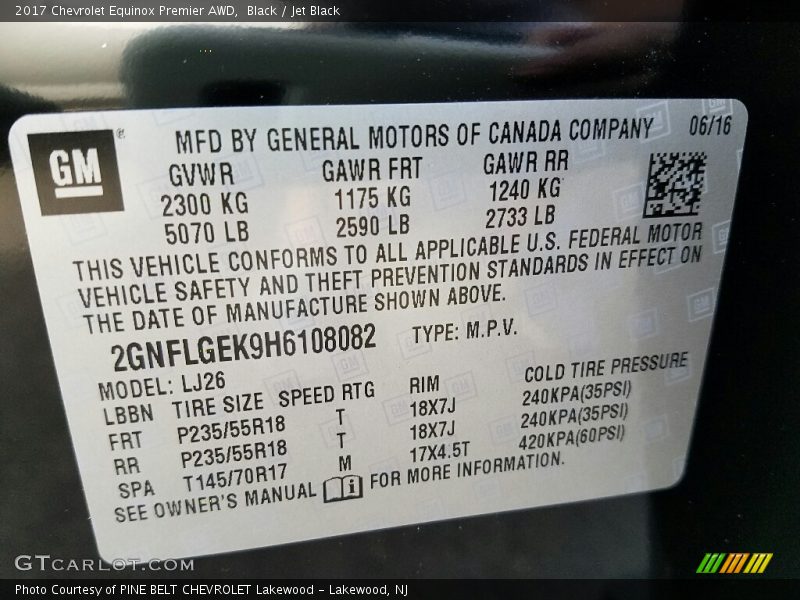 2017 Chevrolet Equinox Premier AWD,  Black / Jet Black
GM
®
MFD BY GENERAL MOTORS OF CANADA COMPANY 06/16
GVWR GAWR FRT GAWR RR
2300 KG 1175 KG 1240 KG
5070 LB 2590 LB 2733 LB
THIS VEHICLE CONFORMS TO ALL APPLICABLE U.S. FEDERAL MOTOR
VEHICLE SAFETY AND THEFT PREVENTION STANDARDS IN EFFECT ON
THE DATE OF MANUFACTURE SHOWN ABOVE.
2GNFLGEK9H6108082 TYPE: M.P.V.
MODEL: LJ26
LBBN TIRE SIZE SPEED RTG RIM COLD TIRE PRESSURE
FRT P235/55R18 T 18X7J 240KPA(35PSI)
RR P235/55R18 T 18X7J 240KPA(35PSI)
SPA T145/70R17 M 17X4.5T 420KPA(60PSI)
SEE OWNER'S MANUAL FOR MORE INFORMATION.
GTCARLOT.COM
Photo Courtesy of PINE BELT CHEVROLET Lakewood - Lakewood, NJ